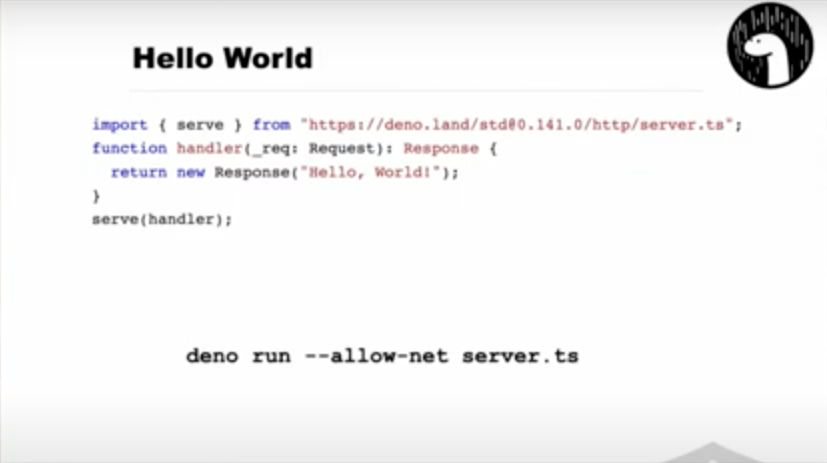 Hello World
import { serve } from "https://deno.land/std@0.141.0/http/server.ts";
function handler(_req: Request): Response {
return new Response("Hello, World!");
}
serve(handler);
deno run --allow-net server.ts